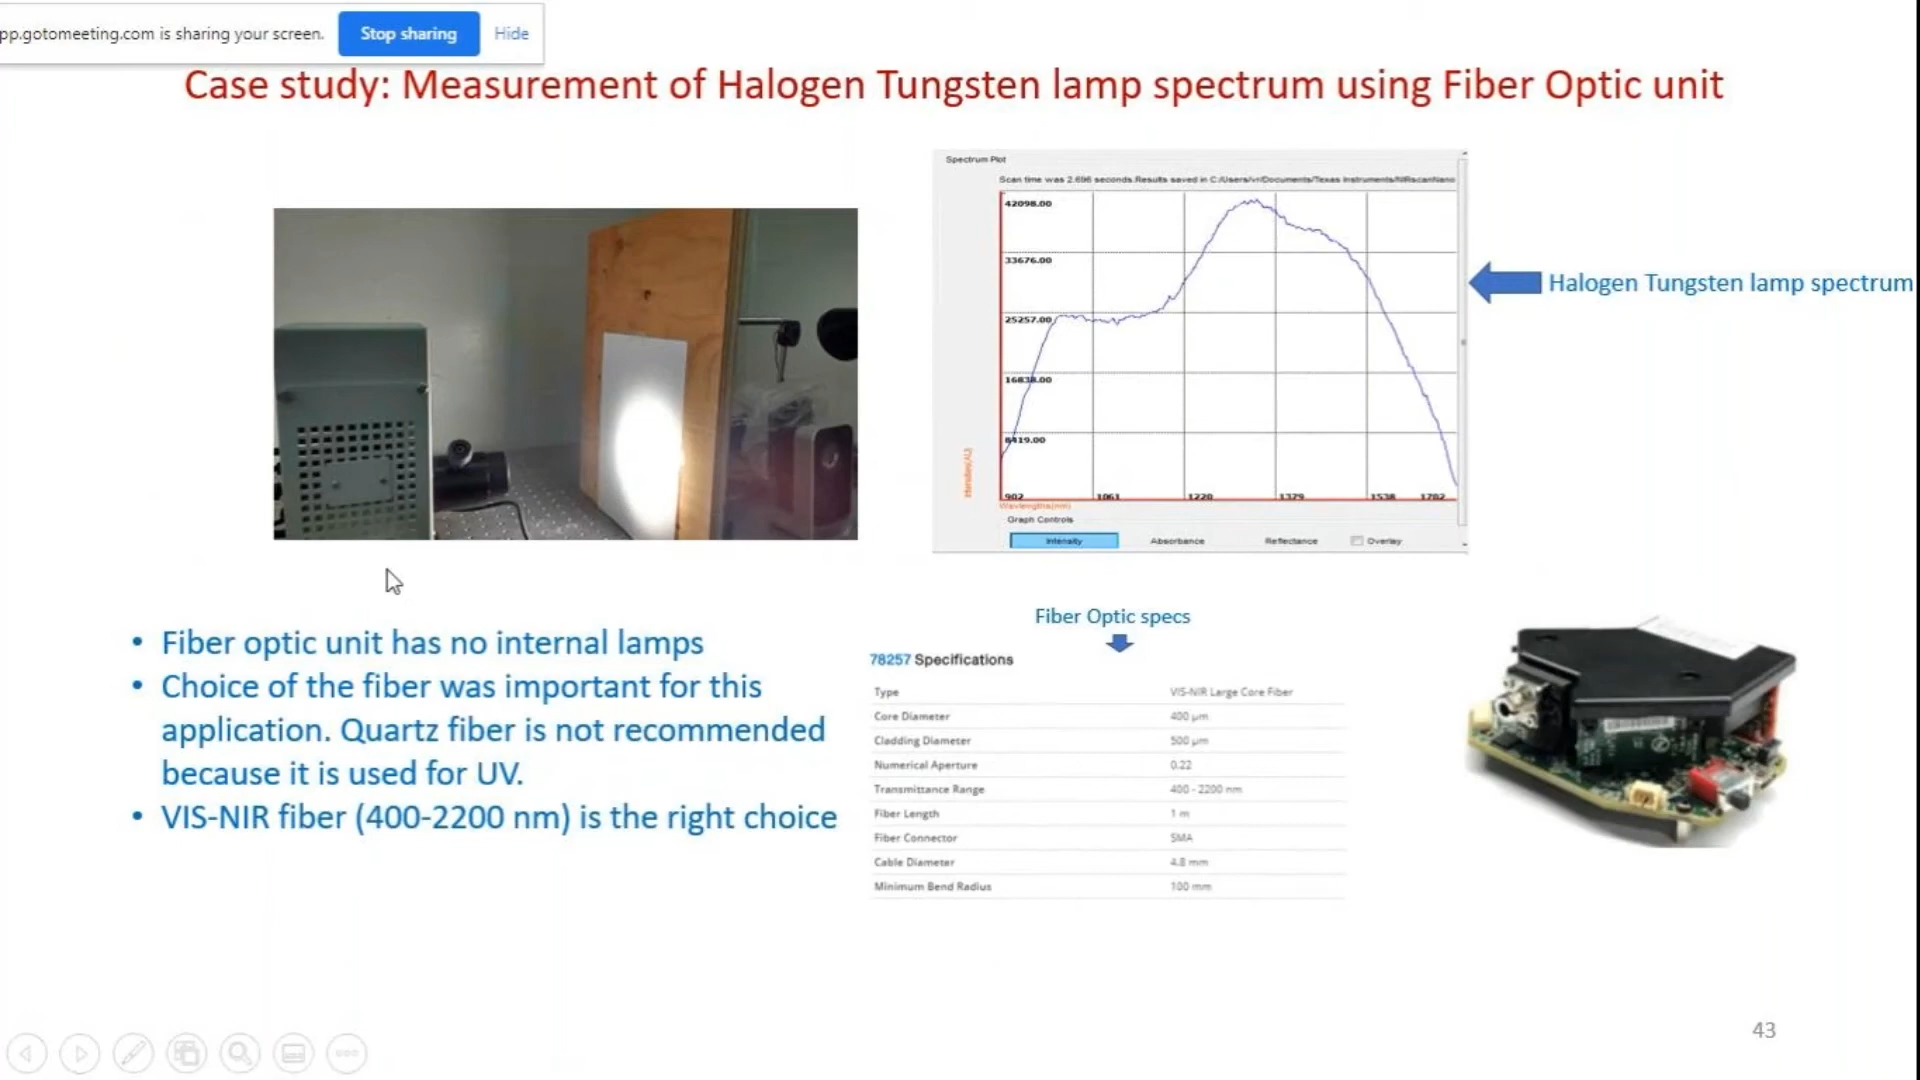 pp.gotomeeting.com is sharing your screen.
Stop sharing
Hide
Case study: Measurement of Halogen Tungsten lamp spectrum using Fiber Optic unit
Spectrum Plot
Scan time was 2.696 seconds.Results saved in C:/Users/vr/Documents/Texas Instruments/NIRscanNano
42098.00
33676.00
25257.00
16838.00
8419.00
902 1061 1220 1379 1538 1702
Intensities(AU)
Wavelengths(nm)
Graph Controls
Intensity
Absorbance
Reflectance
Overlay
Halogen Tungsten lamp spectrum
• Fiber optic unit has no internal lamps
• Choice of the fiber was important for this
application. Quartz fiber is not recommended
because it is used for UV.
• VIS-NIR fiber (400-2200 nm) is the right choice
Fiber Optic specs
78257 Specifications
Type VIS-NIR Large Core Fiber
Core Diameter 400 µm
Cladding Diameter 500 µm
Numerical Aperture 0.22
Transmittance Range 400 - 2200 nm
Fiber Length 1 m
Fiber Connector SMA
Cable Diameter 4.8 mm
Minimum Bend Radius 100 mm
43